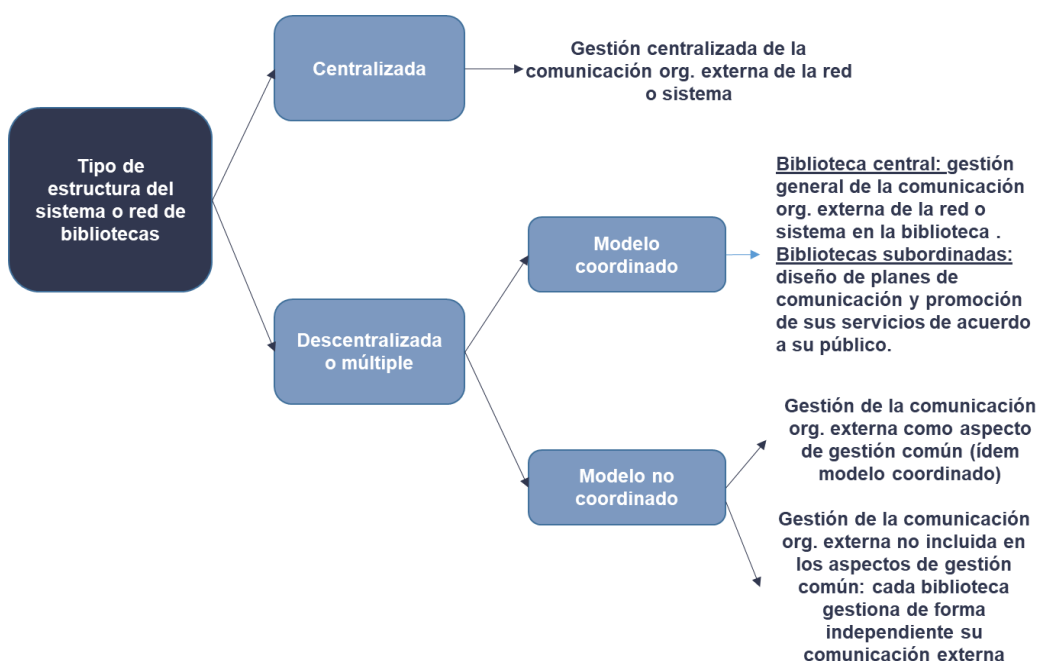 Tipo de
estructura del
sistema o red de
bibliotecas
Centralizada
Gestión centralizada de la
comunicación org. externa de la red
o sistema
Descentralizada
o múltiple
Modelo
coordinado
Biblioteca central: gestión
general de la comunicación
org. externa de la red o
sistema en la biblioteca .
Bibliotecas subordinadas:
diseño de planes de
comunicación y promoción
de sus servicios de acuerdo
a su público.
Modelo no
coordinado
Gestión de la comunicación
org. externa como aspecto
de gestión común (ídem
modelo coordinado)
Gestión de la comunicación
org. externa no incluida en
los aspectos de gestión
común: cada biblioteca
gestiona de forma
independiente su
comunicación externa